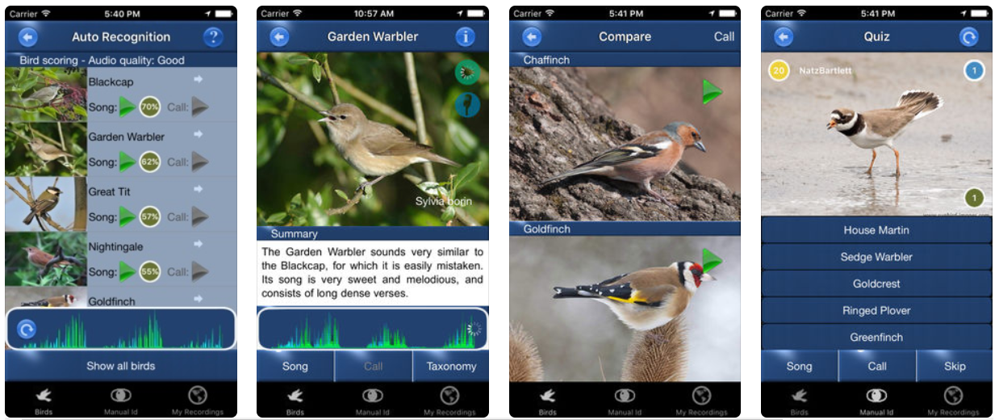 Carrier 5:40 PM
Auto Recognition ?
Bird scoring - Audio quality: Good
Blackcap
Song: 70% Call:
Garden Warbler
Song: 62% Call:
Great Tit
Song: 57% Call:
Nightingale
Song: 55% Call:
Goldfinch
Show all birds
Birds Manual Id My Recordings
Carrier 10:57 AM
Garden Warbler i
Sylvia borin
Summary
The Garden Warbler sounds very similar to
the Blackcap, for which it is easily mistaken.
Its song is very sweet and melodious, and
consists of long dense verses.
Song Call Taxonomy
Birds Manual Id My Recordings
Carrier 5:41 PM
Compare Call
Chaffinch
Goldfinch
Birds Manual Id My Recordings
Carrier 5:41 PM
Quiz
20 NatzBartlett 1
1
House Martin
Sedge Warbler
Goldcrest
Ringed Plover
Greenfinch
Song Call Skip
Birds Manual Id My Recordings